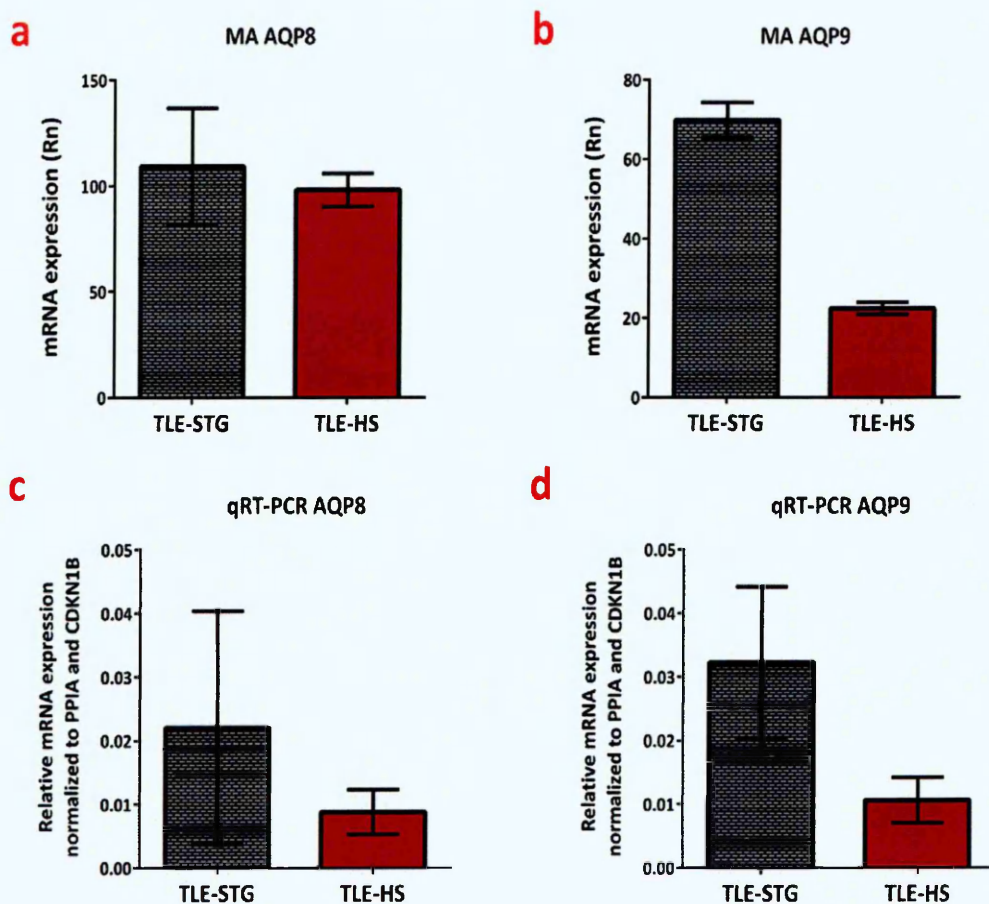 a
MA AQP8
mRNA expression (Rn)
150
100
50
0
TLE-STG
TLE-HS
b
MA AQP9
mRNA expression (Rn)
80
60
40
20
0
TLE-STG
TLE-HS
c
qRT-PCR AQP8
Relative mRNA expression
normalized to PPIA and CDKN1B
0.05
0.04
0.03
0.02
0.01
0.00
TLE-STG
TLE-HS
d
qRT-PCR AQP9
Relative mRNA expression
normalized to PPIA and CDKN1B
0.05
0.04
0.03
0.02
0.01
0.00
TLE-STG
TLE-HS